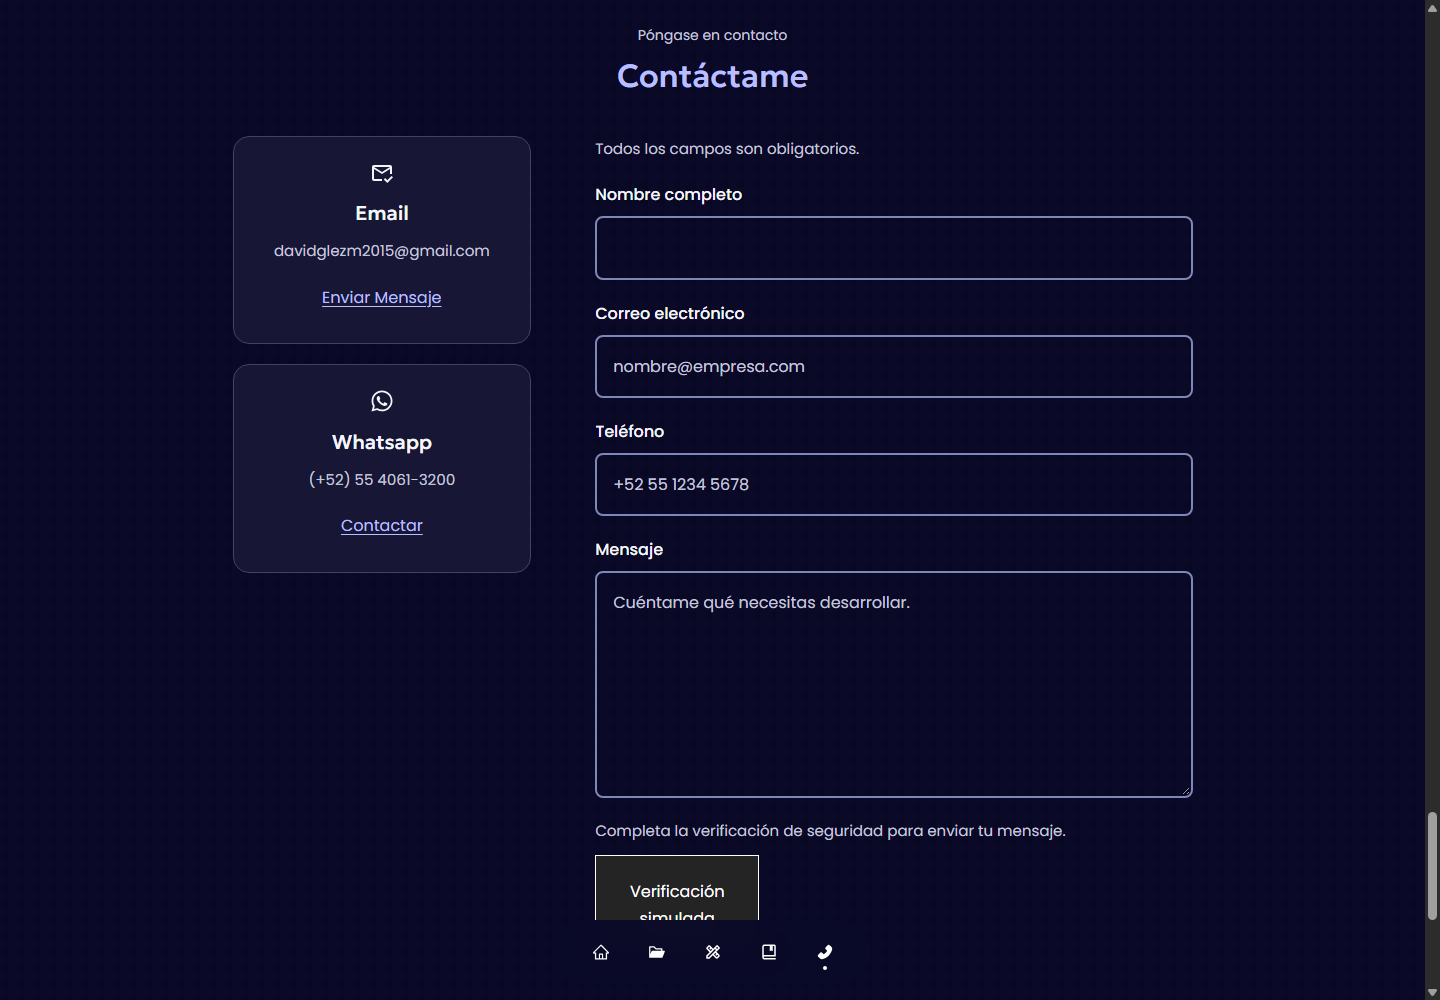 Póngase en contacto
Contáctame
Email
davidglezm2015@gmail.com
Enviar Mensaje
Whatsapp
(+52) 55 4061-3200
Contactar
Todos los campos son obligatorios.
Nombre completo
Correo electrónico
nombre@empresa.com
Teléfono
+52 55 1234 5678
Mensaje
Cuéntame qué necesitas desarrollar.
Completa la verificación de seguridad para enviar tu mensaje.
Verificación
simulada